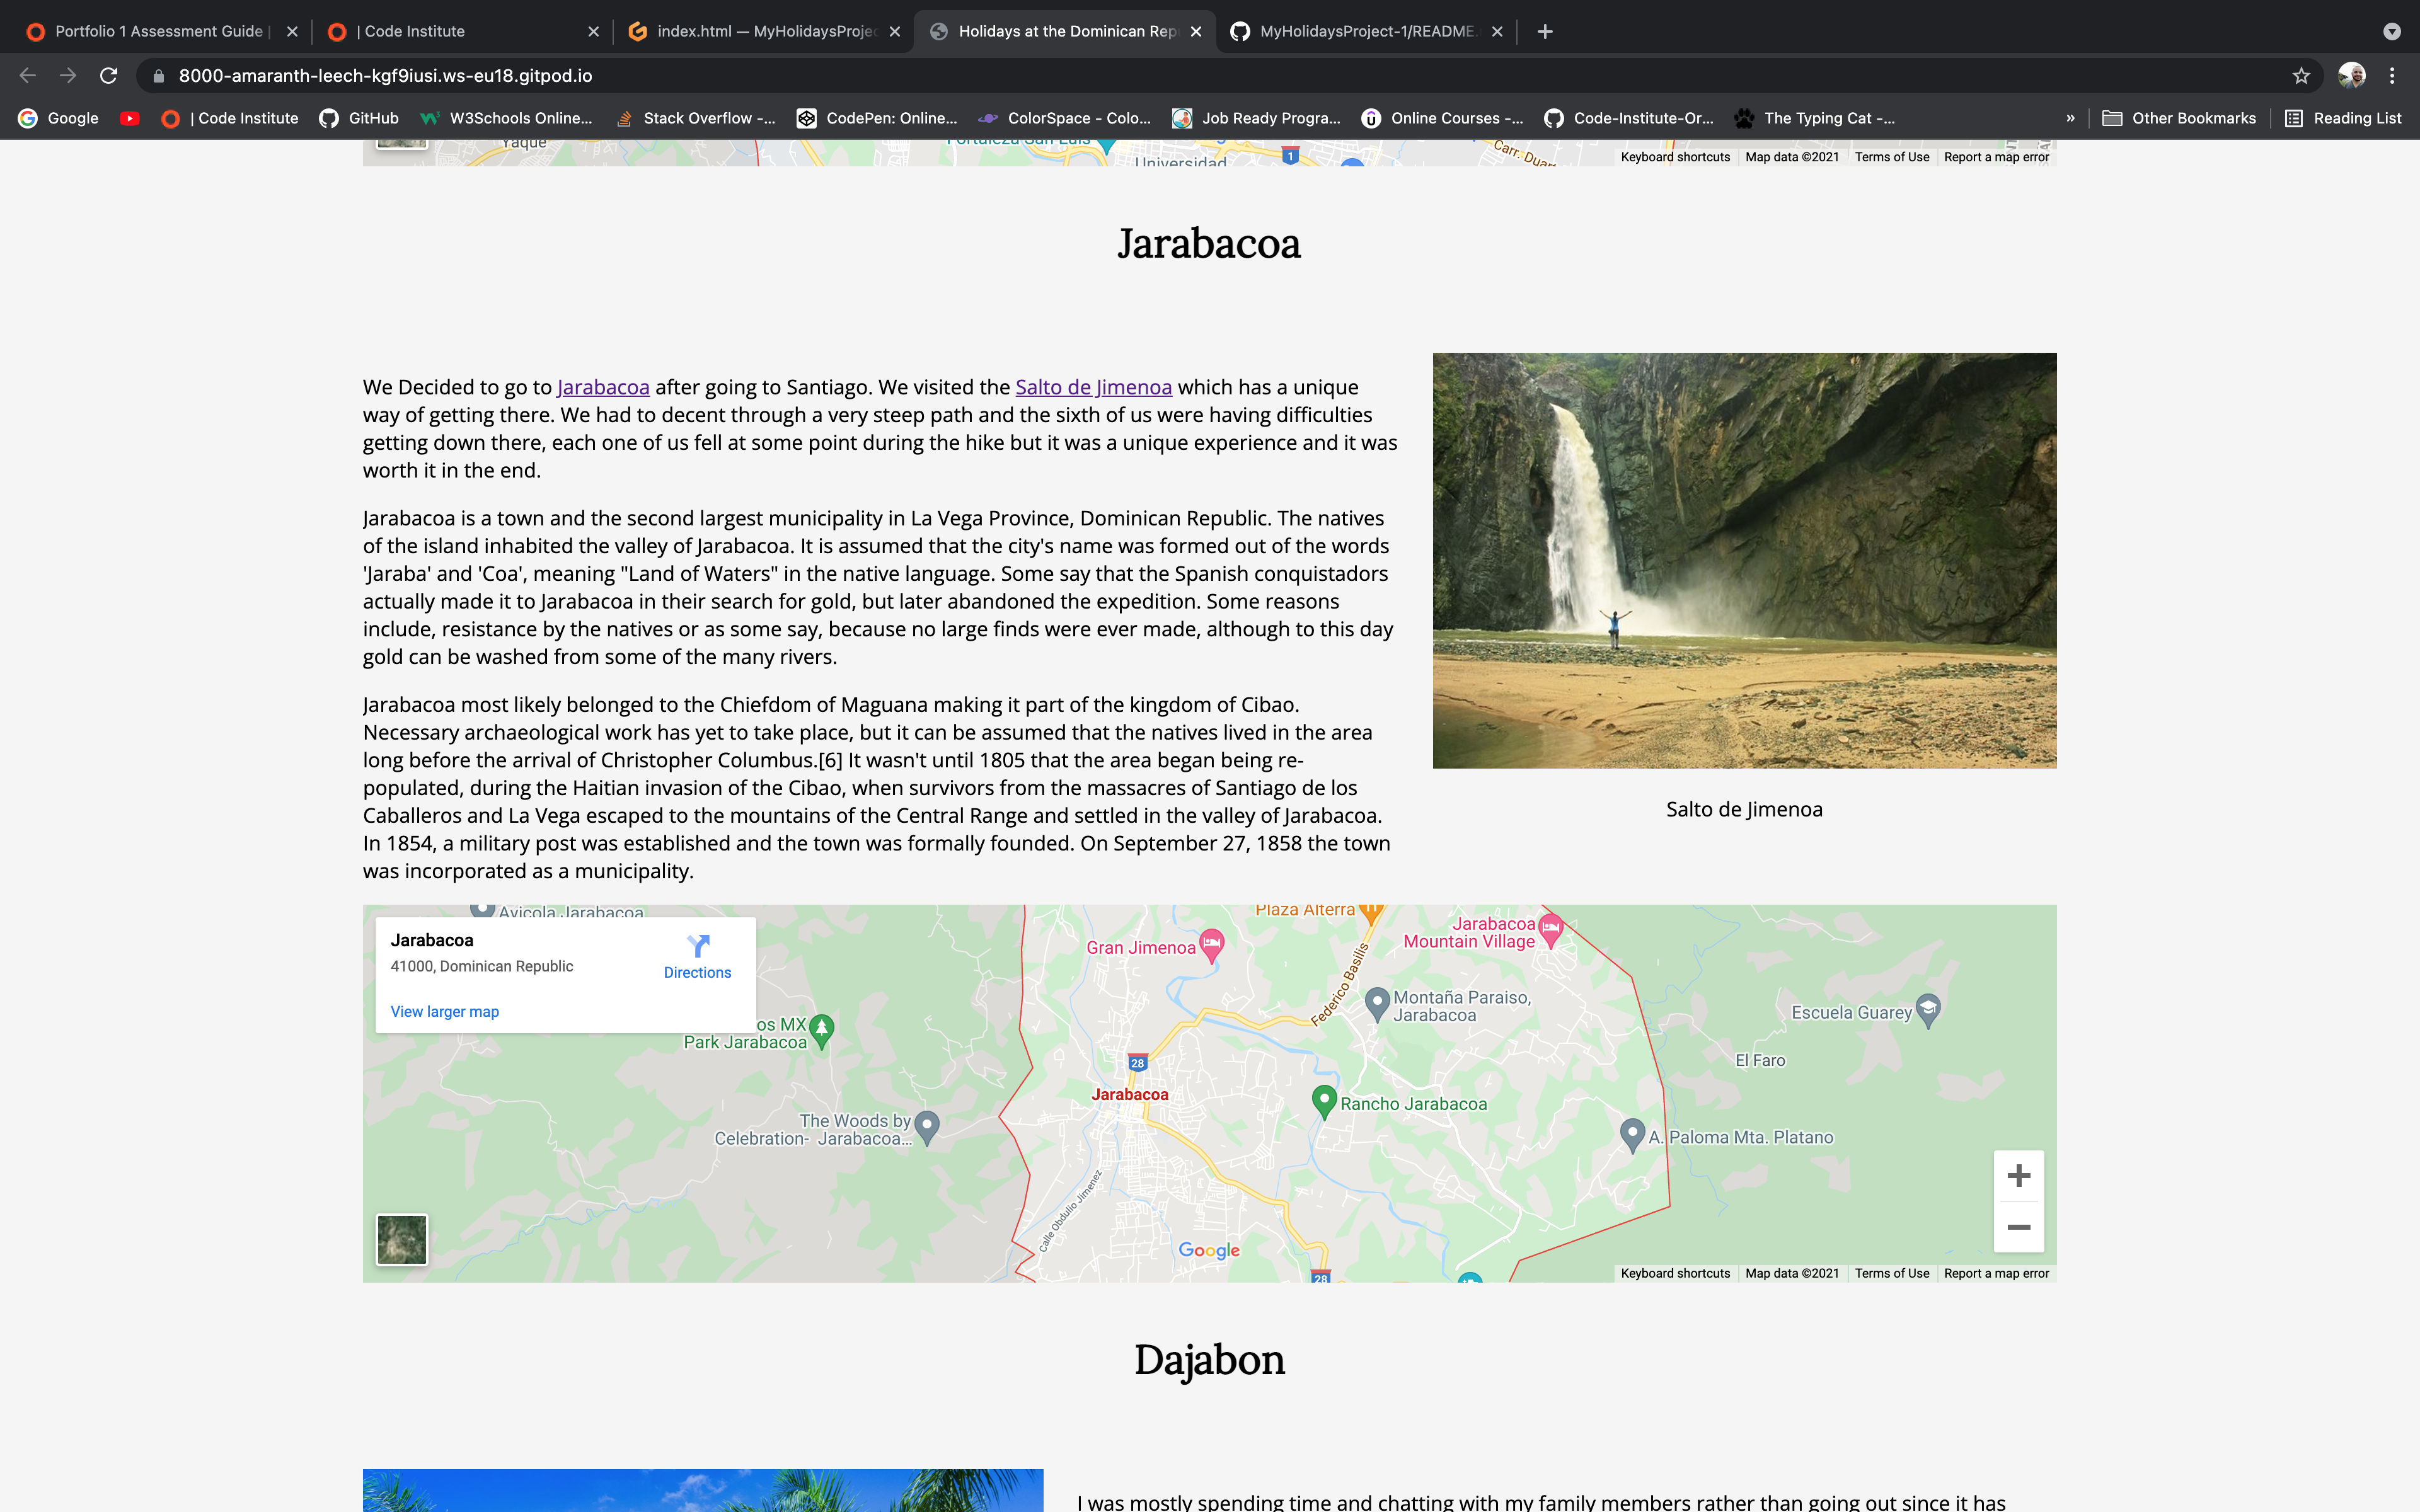 Portfolio 1 Assessment Guide |
| Code Institute
index.html — MyHolidaysProjec
Holidays at the Dominican Rep
MyHolidaysProject-1/README.
8000-amaranth-leech-kgf9iusi.ws-eu18.gitpod.io
Google
| Code Institute
GitHub
W3Schools Online...
Stack Overflow -...
CodePen: Online...
ColorSpace - Colo...
Job Ready Progra...
Online Courses -...
Code-Institute-Or...
The Typing Cat -...
»
Other Bookmarks
Reading List
Yaque
Fortaleza San Luis
Universidad
1
Carr. Duar
Keyboard shortcuts
Map data ©2021
Terms of Use
Report a map error
Jarabacoa
We Decided to go to Jarabacoa after going to Santiago. We visited the Salto de Jimenoa which has a unique
way of getting there. We had to decent through a very steep path and the sixth of us were having difficulties
getting down there, each one of us fell at some point during the hike but it was a unique experience and it was
worth it in the end.
Jarabacoa is a town and the second largest municipality in La Vega Province, Dominican Republic. The natives
of the island inhabited the valley of Jarabacoa. It is assumed that the city's name was formed out of the words
'Jaraba' and 'Coa', meaning "Land of Waters" in the native language. Some say that the Spanish conquistadors
actually made it to Jarabacoa in their search for gold, but later abandoned the expedition. Some reasons
include, resistance by the natives or as some say, because no large finds were ever made, although to this day
gold can be washed from some of the many rivers.
Jarabacoa most likely belonged to the Chiefdom of Maguana making it part of the kingdom of Cibao.
Necessary archaeological work has yet to take place, but it can be assumed that the natives lived in the area
long before the arrival of Christopher Columbus.[6] It wasn't until 1805 that the area began being re-
populated, during the Haitian invasion of the Cibao, when survivors from the massacres of Santiago de los
Caballeros and La Vega escaped to the mountains of the Central Range and settled in the valley of Jarabacoa.
In 1854, a military post was established and the town was formally founded. On September 27, 1858 the town
was incorporated as a municipality.
Salto de Jimenoa
Avicola Jarabacoa
Jarabacoa
41000, Dominican Republic
Directions
View larger map
os MX
Park Jarabacoa
The Woods by
Celebration- Jarabacoa...
Plaza Alterra
Gran Jimenoa
Jarabacoa
Mountain Village
Federico Basilis
Montaña Paraiso,
Jarabacoa
Escuela Guarey
El Faro
28
Jarabacoa
Rancho Jarabacoa
A. Paloma Mta. Platano
Calle Obdulio Jimenez
Google
28
Keyboard shortcuts
Map data ©2021
Terms of Use
Report a map error
Dajabon
I was mostly spending time and chatting with my family members rather than going out since it has